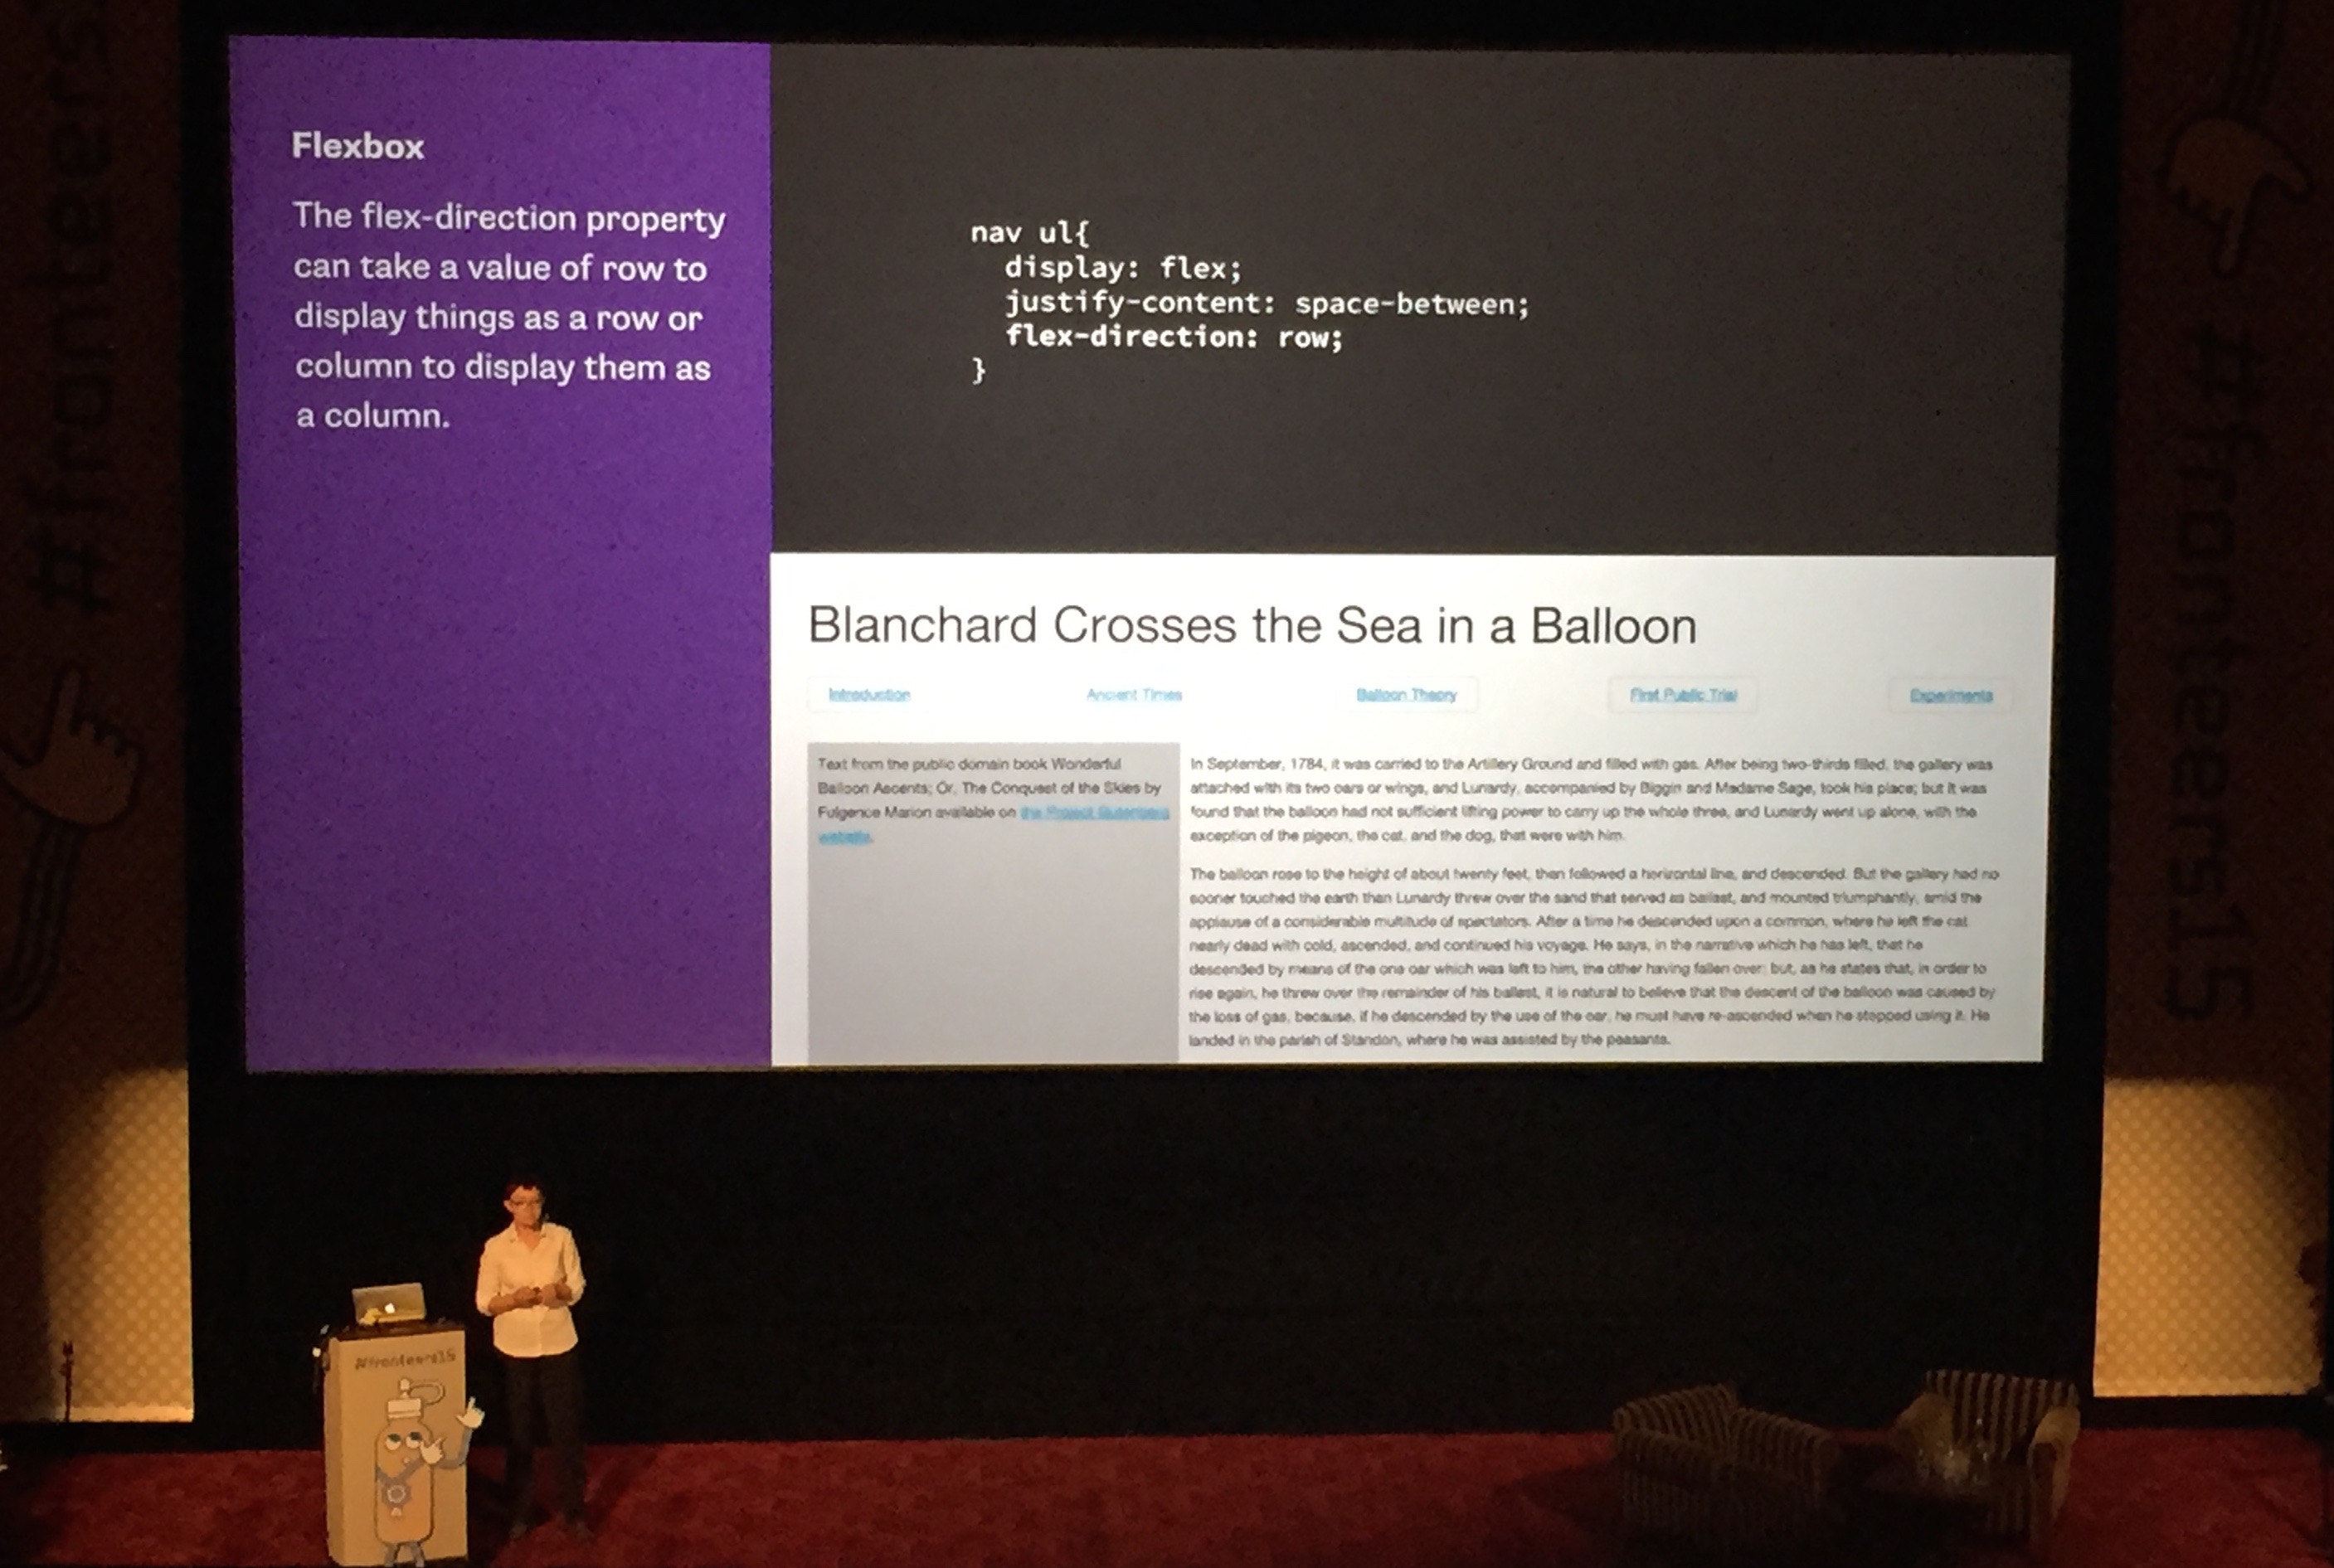 #fronteers
Flexbox
The flex-direction property
can take a value of row to
display things as a row or
column to display them as
a column.
nav ul{
display: flex;
justify-content: space-between;
flex-direction: row;
}
Blanchard Crosses the Sea in a Balloon
Introduction
Ancient Times
Balloon Theory
First Public Trial
Experiments
Text from the public domain book Wonderful
Balloon Ascents; Or, The Conquest of the Skies by
Fulgence Marion available on the Project Gutenberg
website.
In September, 1784, it was carried to the Artillery Ground and filled with gas. After being two-thirds filled, the gallery was
attached with its two oars or wings, and Lunardy, accompanied by Biggin and Madame Sage, took his place; but it was
found that the balloon had not sufficient lifting power to carry up the whole three, and Lunardy went up alone, with the
exception of the pigeon, the cat, and the dog, that were with him.
The balloon rose to the height of about twenty feet, then followed a horizontal line, and descended. But the gallery had no
sooner touched the earth than Lunardy threw over the sand that served as ballast, and mounted triumphantly, amid the
applause of a considerable multitude of spectators. After a time he descended upon a common, where he left the cat
nearly dead with cold, ascended, and continued his voyage. He says, in the narrative which he has left, that he
descended by means of the one oar which was left to him, the other having fallen over; but, as he states that, in order to
rise again, he threw over the remainder of his ballast, it is natural to believe that the descent of the balloon was caused by
the loss of gas, because, if he descended by the use of the oar, he must have re-ascended when he stopped using it. He
landed in the parish of Standon, where he was assisted by the peasants.
#fronteers15
#fronteers15